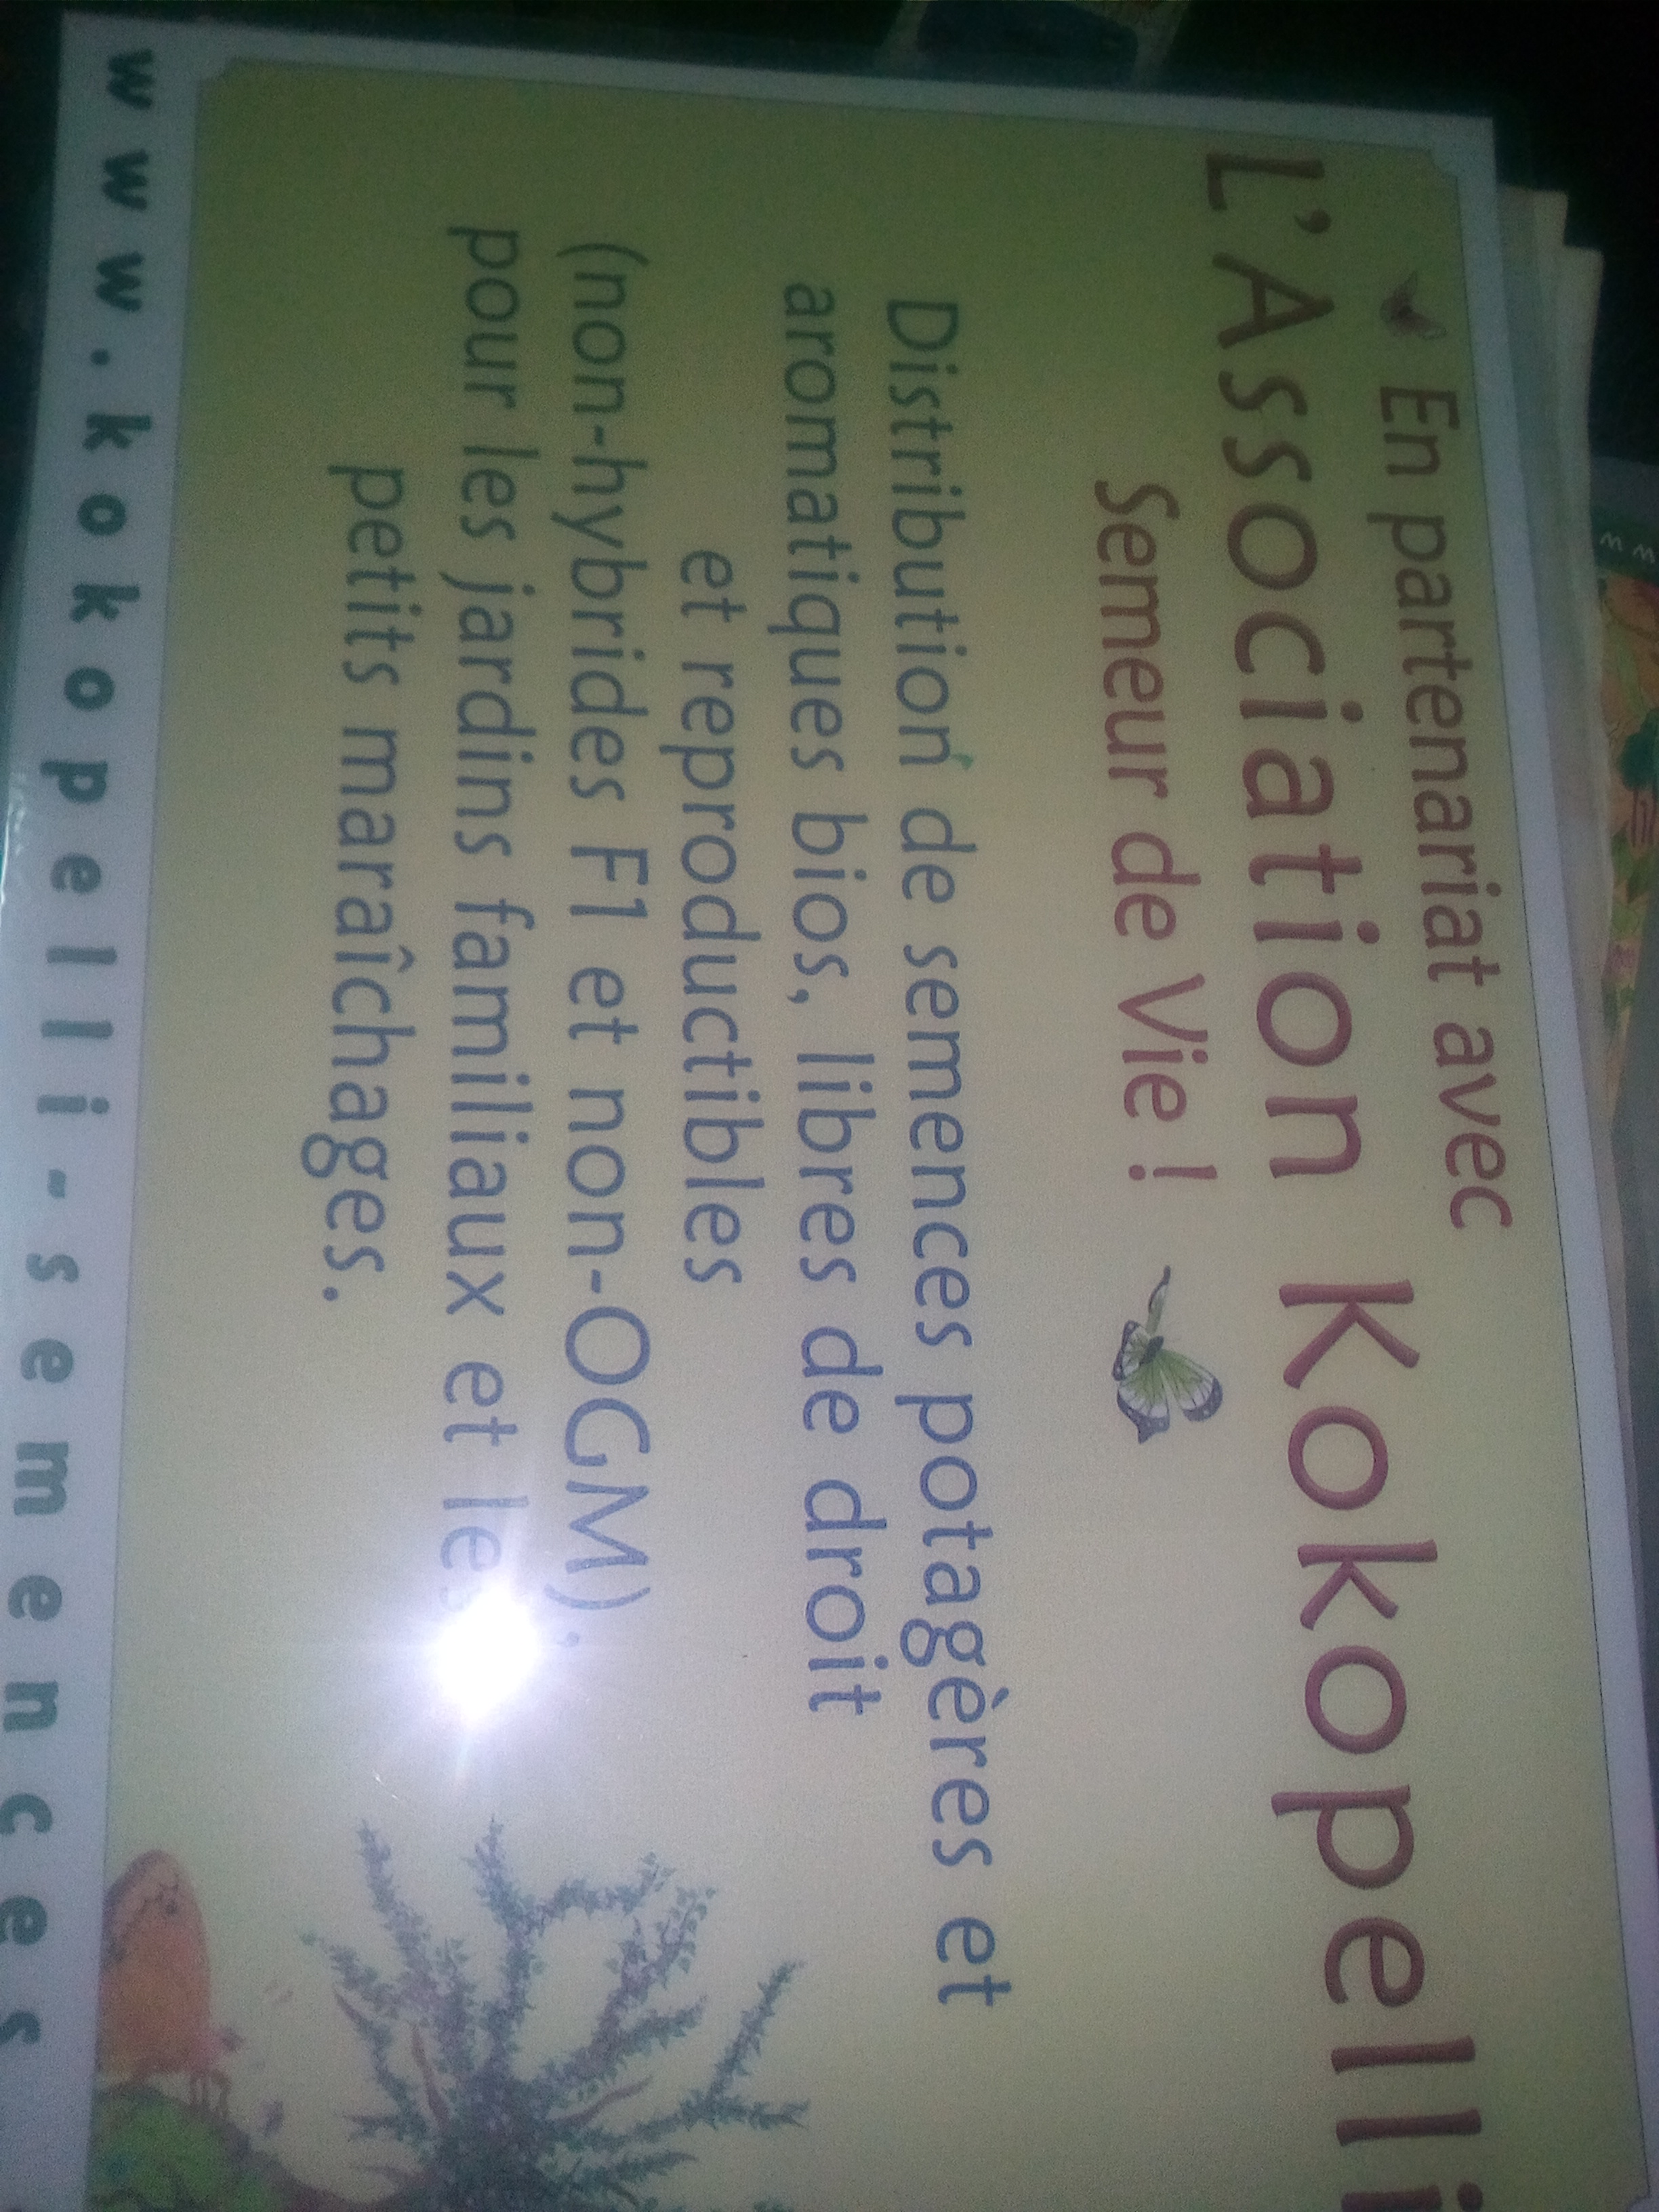 En partenariat avec
L'Association Kokopelli
Semeur de Vie !
Distribution de semences potagères et
aromatiques bios, libres de droit
et reproductibles
(non-hybrides F1 et non-OGM);
pour les jardins familiaux et les
petits maraîchages.
www.kokopelli-semences